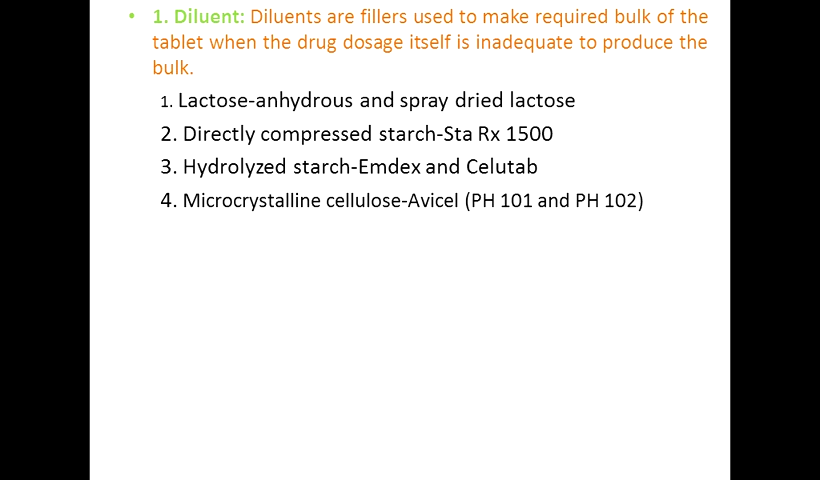 • 1. Diluent: Diluents are fillers used to make required bulk of the
tablet when the drug dosage itself is inadequate to produce the
bulk.
1. Lactose-anhydrous and spray dried lactose
2. Directly compressed starch-Sta Rx 1500
3. Hydrolyzed starch-Emdex and Celutab
4. Microcrystalline cellulose-Avicel (PH 101 and PH 102)